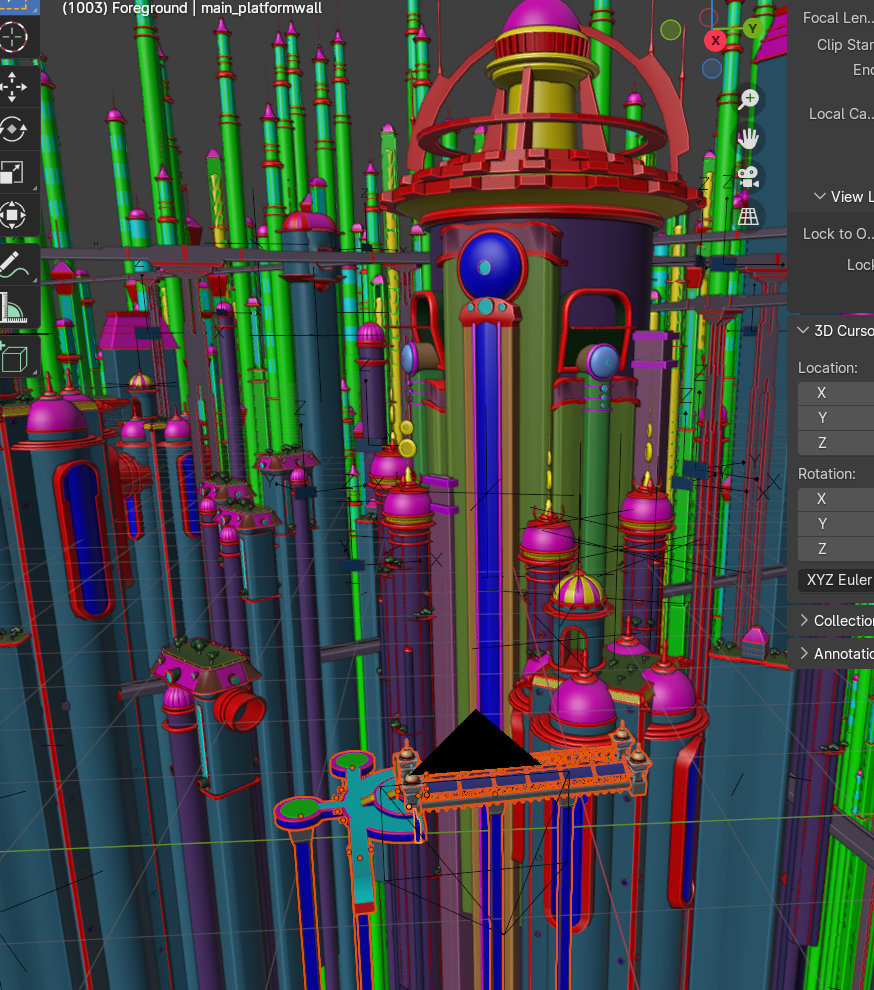 (1003) Foreground | main_platformwall
Focal Len..
Clip Star
End
Local Ca..
View L
Lock to O..
Lock
3D Curso
Location:
X
Y
Z
Rotation:
X
Y
Z
XYZ Euler
Collection
Annotatio
X
Y